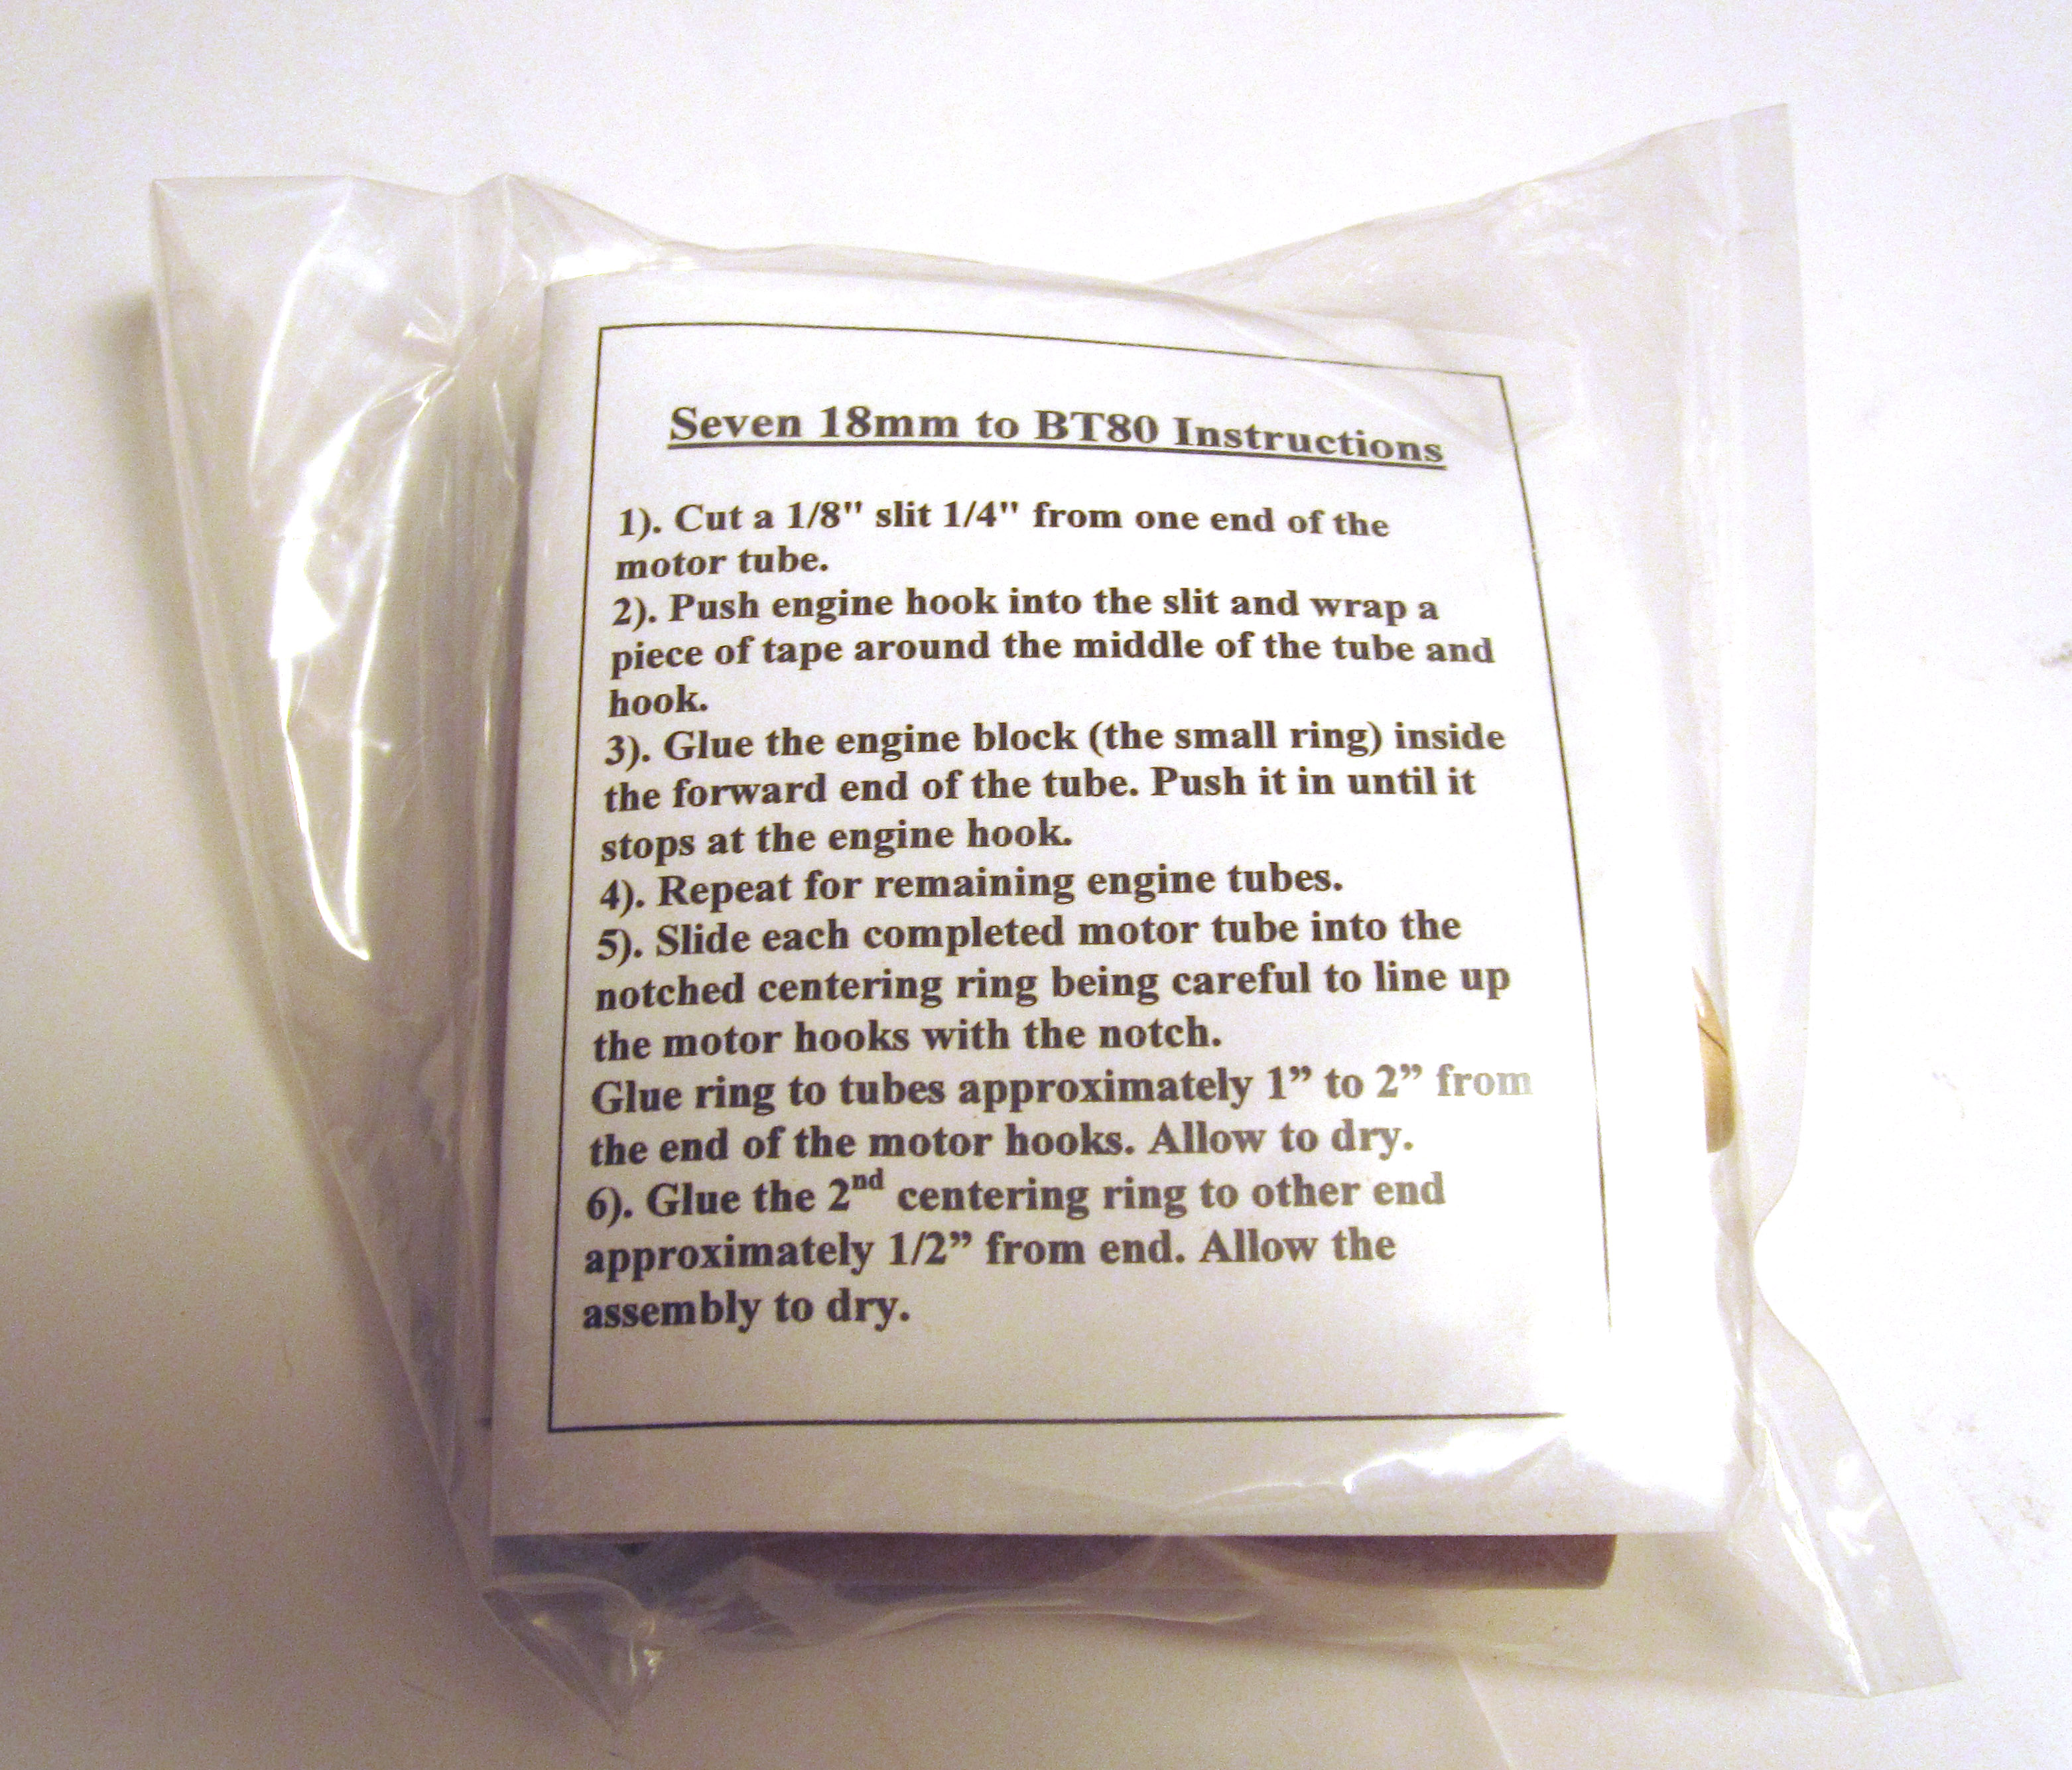 Seven 18mm to BT80 Instructions
1). Cut a 1/8" slit 1/4" from one end of the
motor tube.
2). Push engine hook into the slit and wrap a
piece of tape around the middle of the tube and
hook.
3). Glue the engine block (the small ring) inside
the forward end of the tube. Push it in until it
stops at the engine hook.
4). Repeat for remaining engine tubes.
5). Slide each completed motor tube into the
notched centering ring being careful to line up
the motor hooks with the notch.
Glue ring to tubes approximately 1” to 2” from
the end of the motor hooks. Allow to dry.
6). Glue the 2nd centering ring to other end
approximately 1/2” from end. Allow the
assembly to dry.